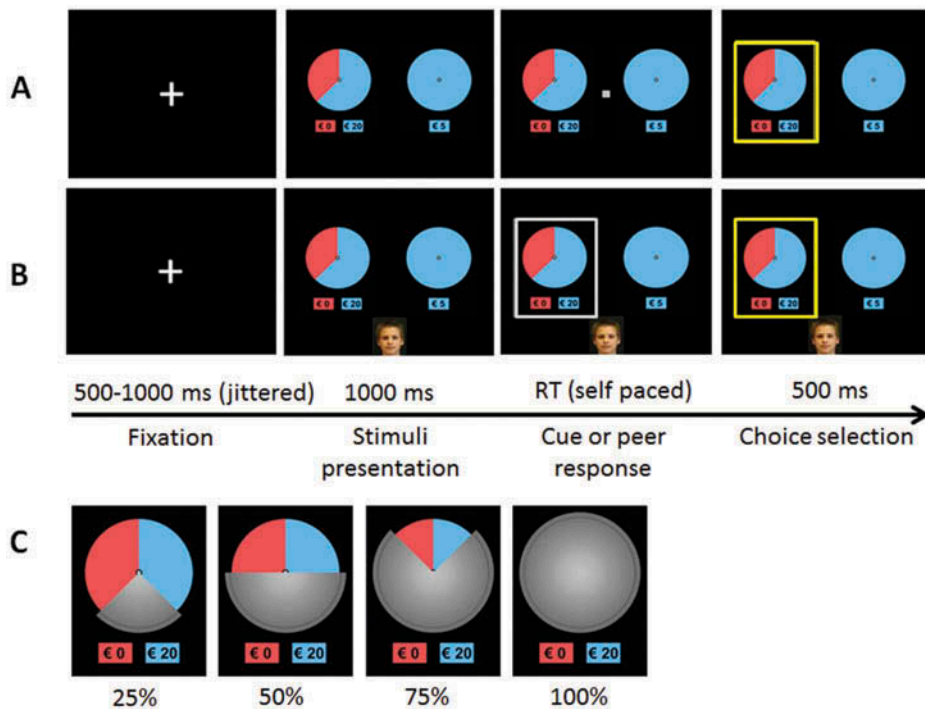 A
€ 0 € 20 € 5 € 0 € 20 € 5 € 0 € 20 € 5
B
€ 0 € 20 € 5 € 0 € 20 € 5 € 0 € 20 € 5
500-1000 ms (jittered) 1000 ms RT (self paced) 500 ms
Fixation Stimuli Cue or peer Choice selection
presentation response
C
€ 0 € 20 € 0 € 20 € 0 € 20 € 0 € 20
25% 50% 75% 100%